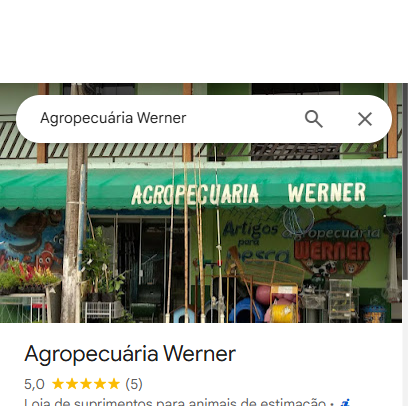 Agropecuária Werner
AGROPECUARIA WERNER
Artigos
para
Pesca
Agropecuária
WERNER
Agropecuária Werner
5,0 (5)
Loja de suprimentos para animais de estimação ·